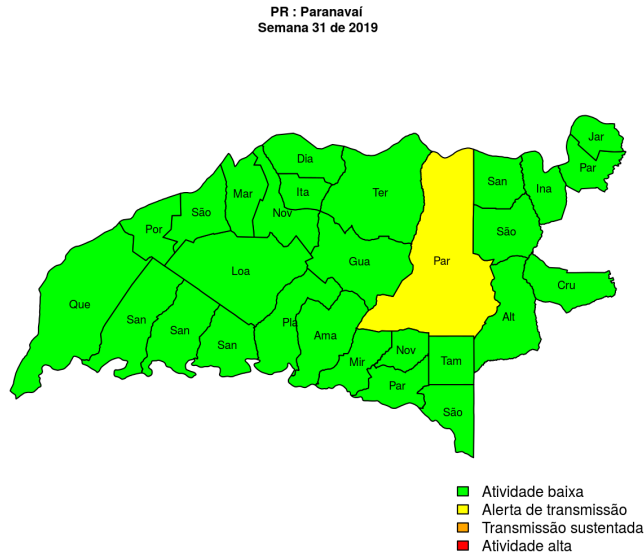 PR : Paranavaí
Semana 31 de 2019
Jar
Par
Dia
San
Ina
Mar
Ita
Ter
São
Nov
Por
São
Loa
Gua
Par
Cru
Que
San
San
Pla
Alt
Ama
San
Nov
Mir
Tam
Par
São
Atividade baixa
Alerta de transmissão
Transmissão sustentada
Atividade alta